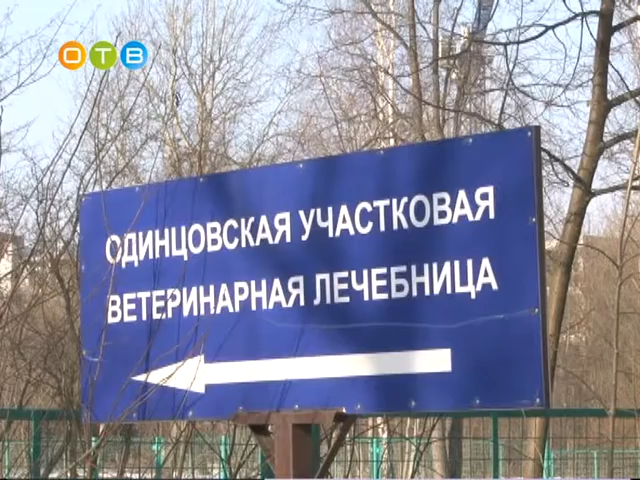 ОТВ
ОДИНЦОВСКАЯ УЧАСТКОВАЯ
ВЕТЕРИНАРНАЯ ЛЕЧЕБНИЦА